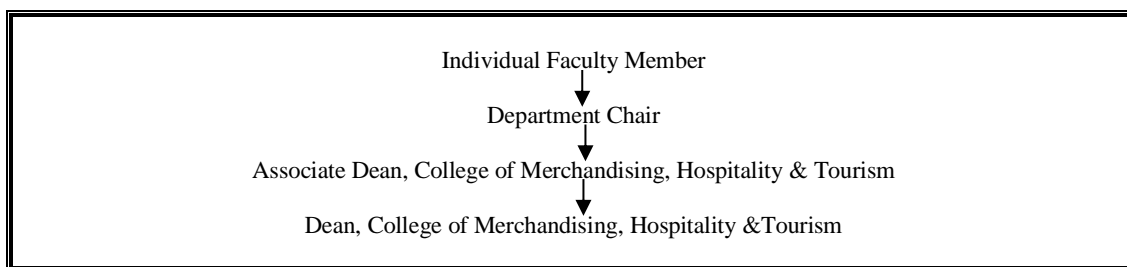 Individual Faculty Member
Department Chair
Associate Dean, College of Merchandising, Hospitality & Tourism
Dean, College of Merchandising, Hospitality &Tourism